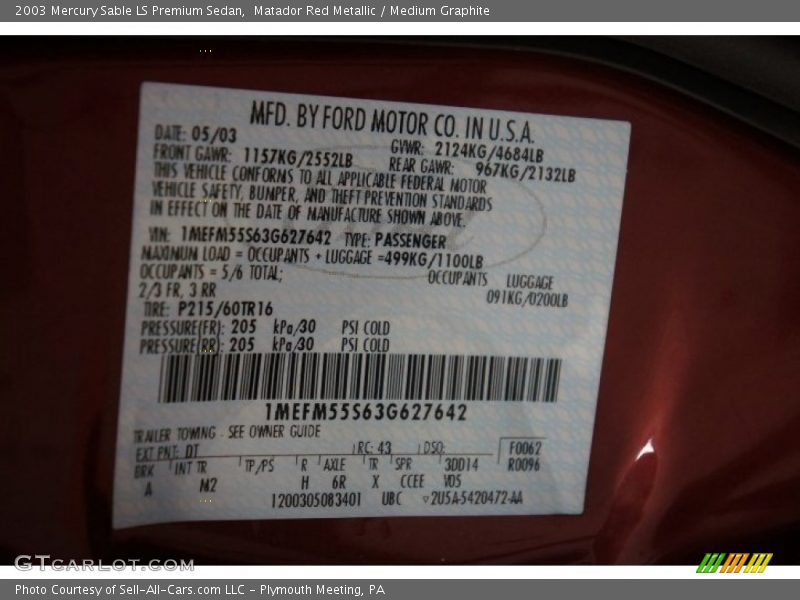 2003 Mercury Sable LS Premium Sedan,  Matador Red Metallic / Medium Graphite
MFD. BY FORD MOTOR CO. IN U.S.A.
DATE: 05/03 GVWR: 2124KG/4684LB
FRONT GAWR: 1157KG/2552LB REAR GAWR: 967KG/2132LB
THIS VEHICLE CONFORMS TO ALL APPLICABLE FEDERAL MOTOR
VEHICLE SAFETY, BUMPER, AND THEFT PREVENTION STANDARDS
IN EFFECT ON THE DATE OF MANUFACTURE SHOWN ABOVE.
VIN: 1MEFM55S63G627642 TYPE: PASSENGER
MAXIMUM LOAD = OCCUPANTS + LUGGAGE =499KG/1100LB
OCCUPANTS = 5/6 TOTAL; OCCUPANTS LUGGAGE
2/3 FR, 3 RR 091KG/0200LB
TIRE: P215/60TR16
PRESSURE(FR): 205 kPa/30 PSI COLD
PRESSURE(RR): 205 kPa/30 PSI COLD
1MEFM55S63G627642
TRAILER TOWING - SEE OWNER GUIDE
EXT PNT: DT RC: 43 DSO: F0062
BRK INT TR TP/PS R AXLE TR SPR 3DD14 R0096
A M2 H 6R X CCEE V05
1200305083401 UBC ▽2U5A-5420472-AA
GTCarLot.com
Photo Courtesy of Sell-All-Cars.com LLC - Plymouth Meeting, PA